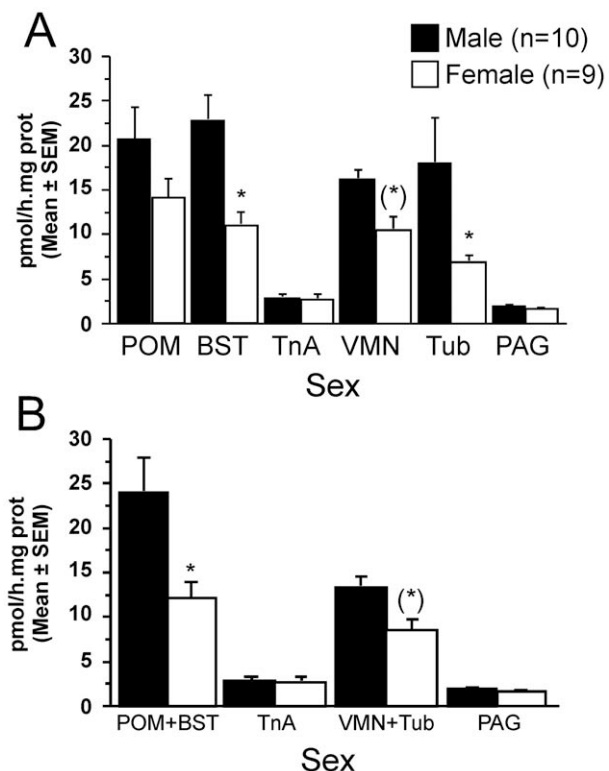 A
Male (n=10)
Female (n=9)
pmol/h.mg prot
(Mean ± SEM)
30
25
20
15
10
5
0
*
(*)
*
POM BST TnA VMN Tub PAG
Sex
B
pmol/h.mg prot
(Mean ± SEM)
30
25
20
15
10
5
0
*
(*)
POM+BST TnA VMN+Tub PAG
Sex